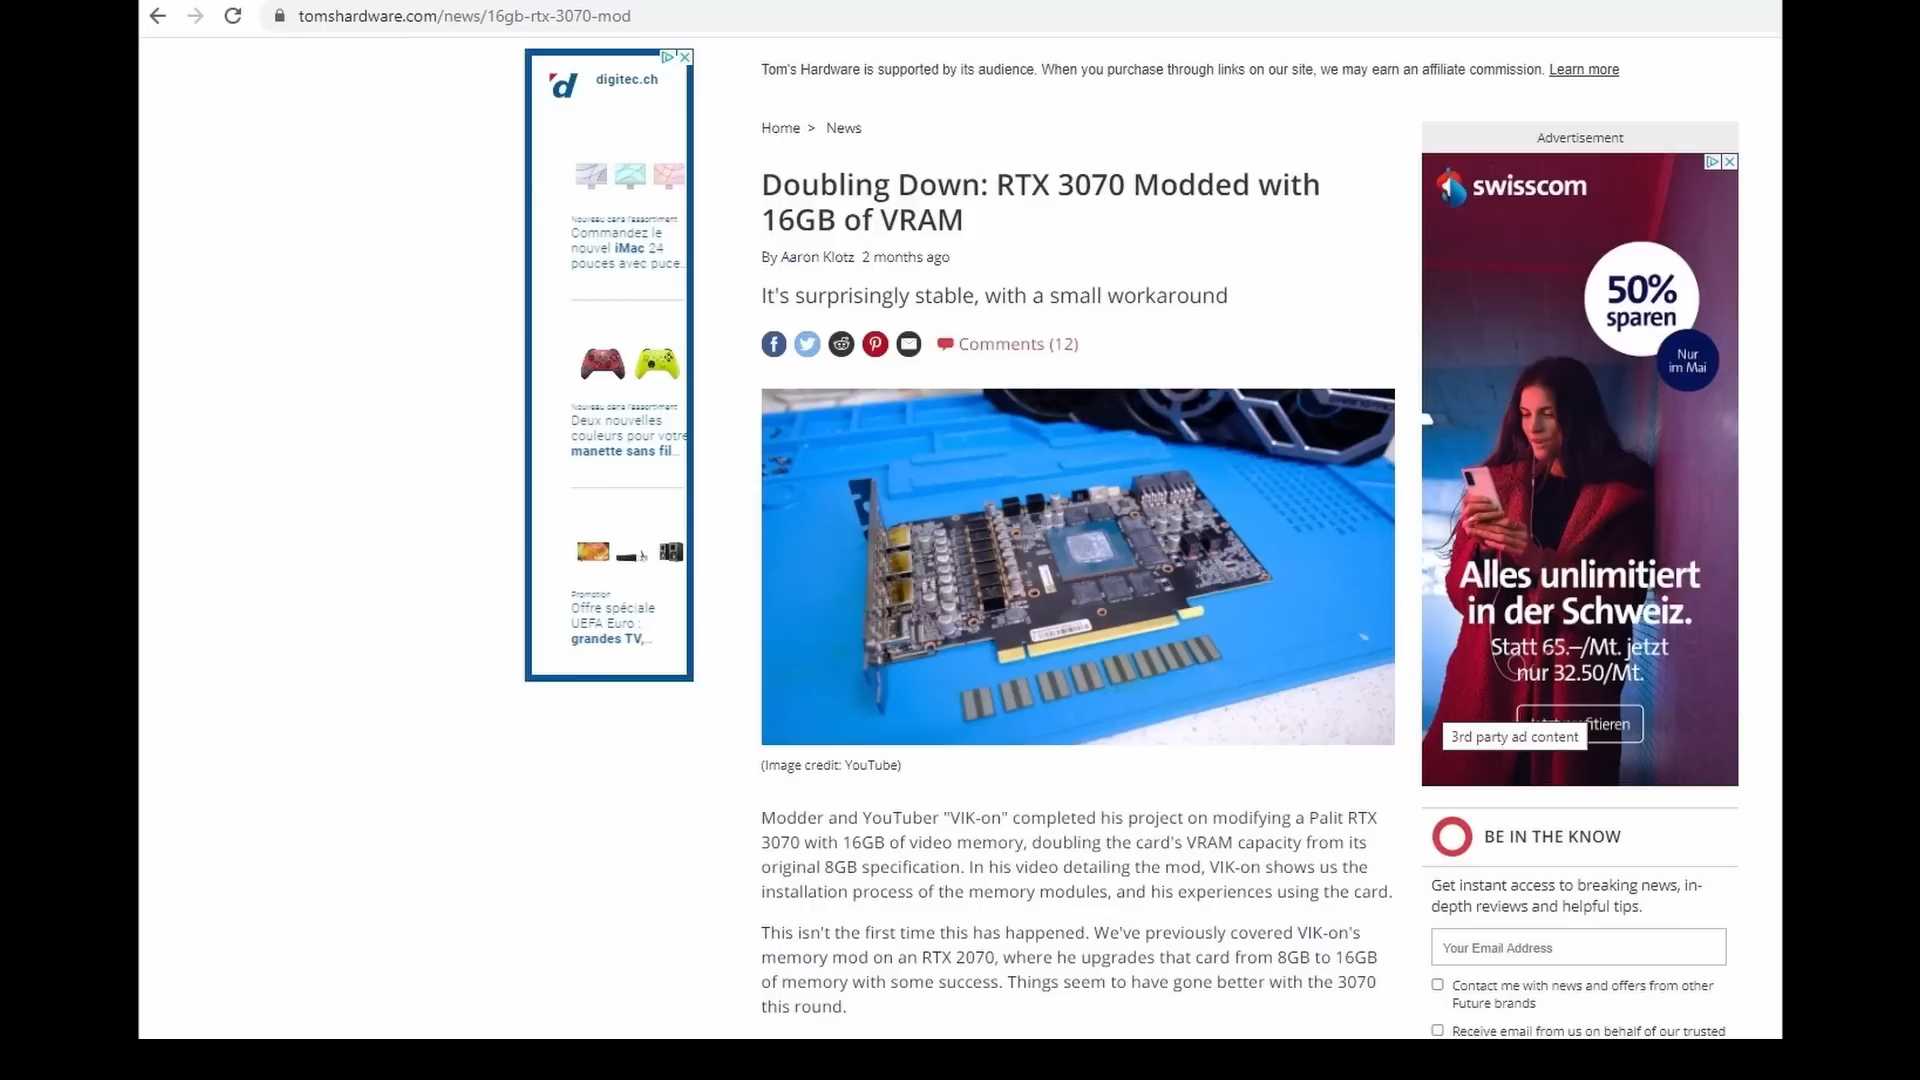 tomshardware.com/news/16gb-rtx-3070-mod
digitec.ch
Nouveau dans l'assortiment
Commandez le
nouvel iMac 24
pouces avec puce...
Nouveau dans l'assortiment
Deux nouvelles
couleurs pour votre
manette sans fil...
Promotion
Offre spéciale
UEFA Euro :
grandes TV,...
Tom's Hardware is supported by its audience. When you purchase through links on our site, we may earn an affiliate commission. Learn more
Home > News
Doubling Down: RTX 3070 Modded with
16GB of VRAM
By Aaron Klotz 2 months ago
It's surprisingly stable, with a small workaround
Comments (12)
(Image credit: YouTube)
Modder and YouTuber "VIK-on" completed his project on modifying a Palit RTX
3070 with 16GB of video memory, doubling the card's VRAM capacity from its
original 8GB specification. In his video detailing the mod, VIK-on shows us the
installation process of the memory modules, and his experiences using the card.
This isn't the first time this has happened. We've previously covered VIK-on's
memory mod on an RTX 2070, where he upgrades that card from 8GB to 16GB
of memory with some success. Things seem to have gone better with the 3070
this round.
Advertisement
swisscom
50%
sparen
Nur
im Mai
Alles unlimitiert
in der Schweiz.
Statt 65.–/Mt. jetzt
nur 32.50/Mt.
3rd party ad content
BE IN THE KNOW
Get instant access to breaking news, in-
depth reviews and helpful tips.
Your Email Address
Contact me with news and offers from other
Future brands
Receive email from us on behalf of our trusted